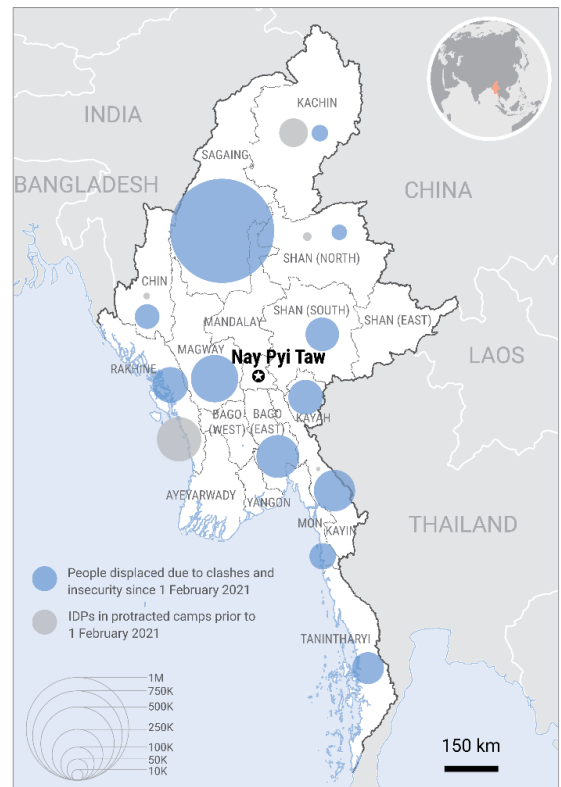 KACHIN
INDIA
SAGAING
BANGLADESH
CHINA
SHAN (NORTH)
CHIN
SHAN (SOUTH)
MANDALAY
SHAN (EAST)
MAGWAY
Nay Pyi Taw
LAOS
RAKHINE
BAGO
(WEST)
BAGO
(EAST)
KAYAH
AYEYARWADY
YANGON
MON
KAYIN
THAILAND
People displaced due to clashes and
insecurity since 1 February 2021
IDPs in protracted camps prior to
1 February 2021
TANINTHARYI
1M
750K
500K
250K
100K
50K
10K
150 km